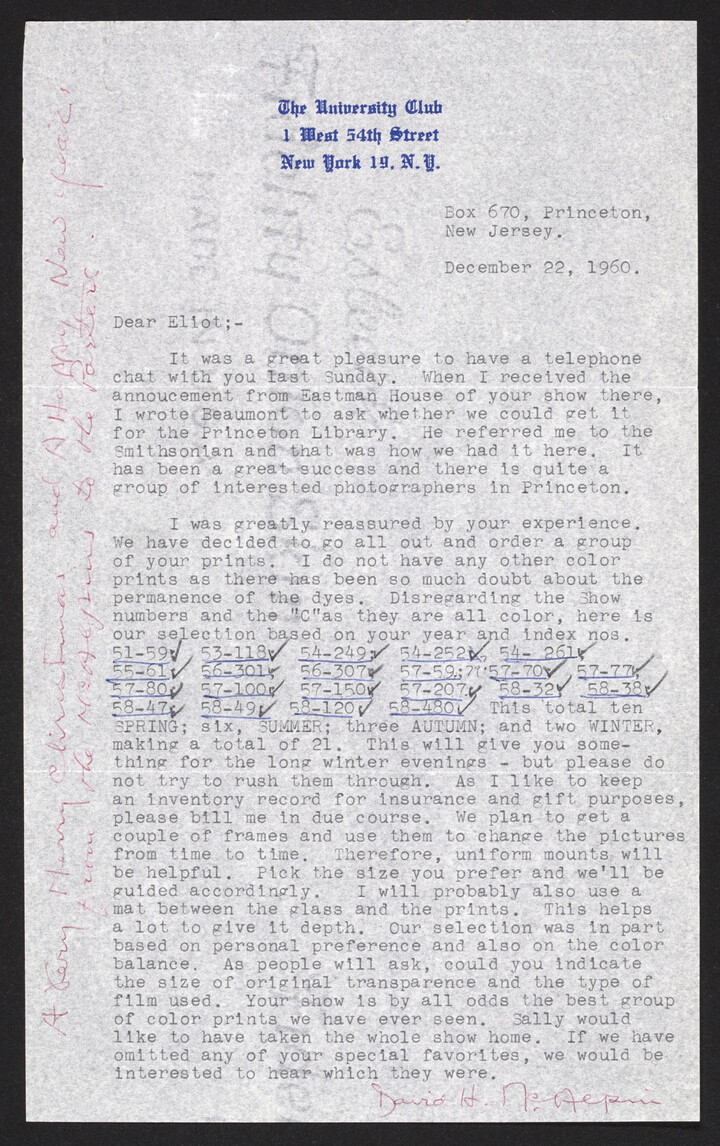 The University Club
1 West 54th Street
New York 19. N.Y.
Box 670, Princeton,
New Jersey.
December 22, 1960.
Dear Eliot;-
It was a great pleasure to have a telephone
chat with you last Sunday. When I received the
annoucement from Eastman House of your show there,
I wrote Beaumont to ask whether we could get it
for the Princeton Library. He referred me to the
Smithsonian and that was how we had it here. It
has been a great success and there is quite a
group of interested photographers in Princeton.
I was greatly reassured by your experience.
We have decided to go all out and order a group
of your prints. I do not have any other color
prints as there has been so much doubt about the
permanence of the dyes. Disregarding the Show
numbers and the "C"as they are all color, here is
our selection based on your year and index nos.
51-59✓ 53-118✓ 54-249✓ 54-252✓ 54- 261✓
55-61✓ 56-301✓ 56-307✓ 57-59;??57-70✓ 57-77✓
57-80✓ 57-100✓ 57-150✓ 57-207✓ 58-32✓ 58-38✓
58-47✓ 58-49✓ 58-120✓ 58-480✓ This total ten
SPRING; six, SUMMER; three AUTUMN; and two WINTER,
making a total of 21. This will give you some-
thing for the long winter evenings - but please do
not try to rush them through. As I like to keep
an inventory record for insurance and gift purposes,
please bill me in due course. We plan to get a
couple of frames and use them to change the pictures
from time to time. Therefore, uniform mounts will
be helpful. Pick the size you prefer and we'll be
guided accordingly. I will probably also use a
mat between the glass and the prints. This helps
a lot to give it depth. Our selection was in part
based on personal preference and also on the color
balance. As people will ask, could you indicate
the size of original transparence and the type of
film used. Your show is by all odds the best group
of color prints we have ever seen. Sally would
like to have taken the whole show home. If we have
omitted any of your special favorites, we would be
interested to hear which they were.
David H. McAlpin
A Very Merry Christmas and A Happy New Year,
from the McAlpins to the Porters.